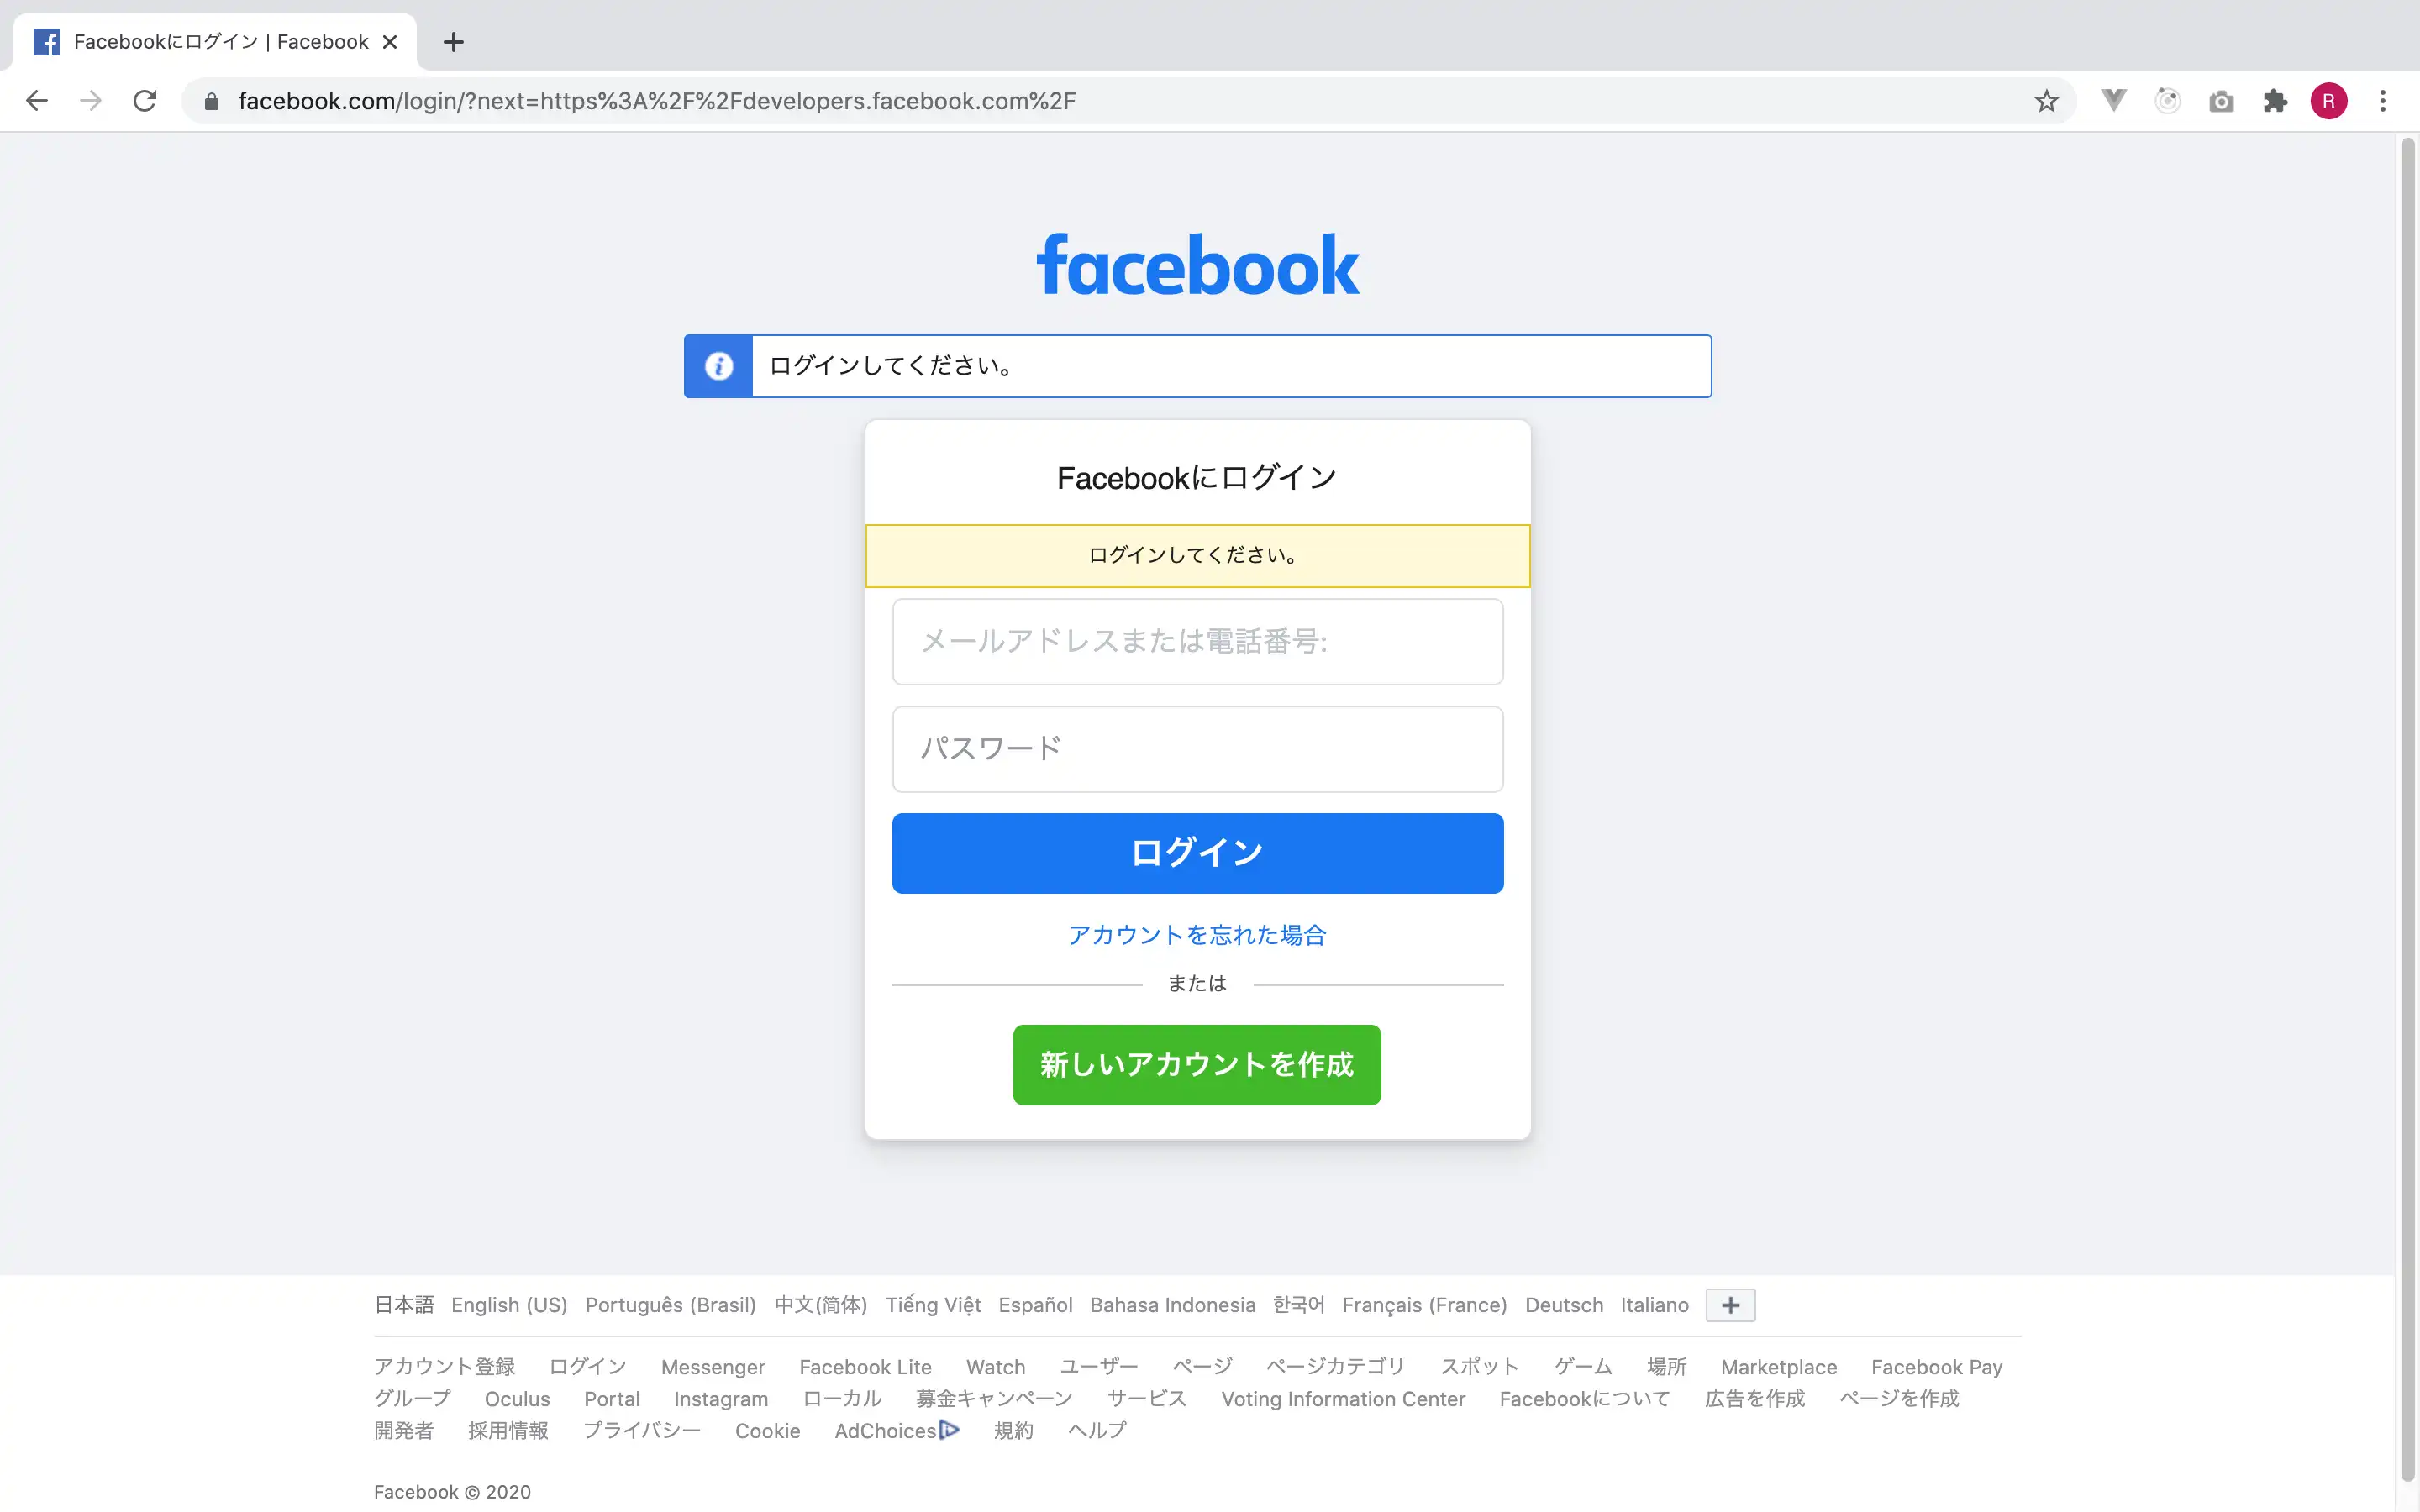 Facebookにログイン | Facebook
facebook.com/login/?next=https%3A%2F%2Fdevelopers.facebook.com%2F
R
facebook
ログインしてください。
Facebookにログイン
ログインしてください。
メールアドレスまたは電話番号:
パスワード
ログイン
アカウントを忘れた場合
または
新しいアカウントを作成
日本語 English (US) Português (Brasil) 中文(简体) Tiếng Việt Español Bahasa Indonesia 한국어 Français (France) Deutsch Italiano
アカウント登録 ログイン Messenger Facebook Lite Watch ユーザー ページ ページカテゴリ スポット ゲーム 場所 Marketplace Facebook Pay
グループ Oculus Portal Instagram ローカル 募金キャンペーン サービス Voting Information Center Facebookについて 広告を作成 ページを作成
開発者 採用情報 プライバシー Cookie AdChoices 規約 ヘルプ
Facebook © 2020